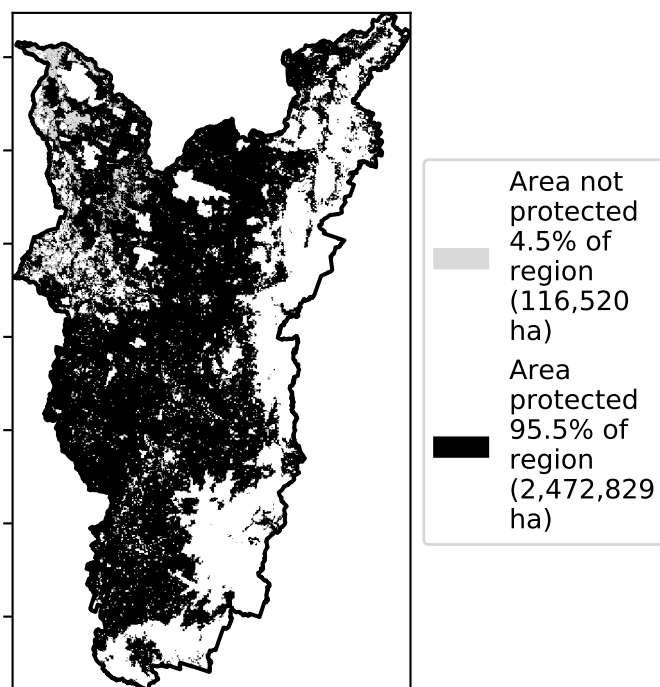 Area not
protected
4.5% of
region
(116,520
ha)
Area
protected
95.5% of
region
(2,472,829
ha)